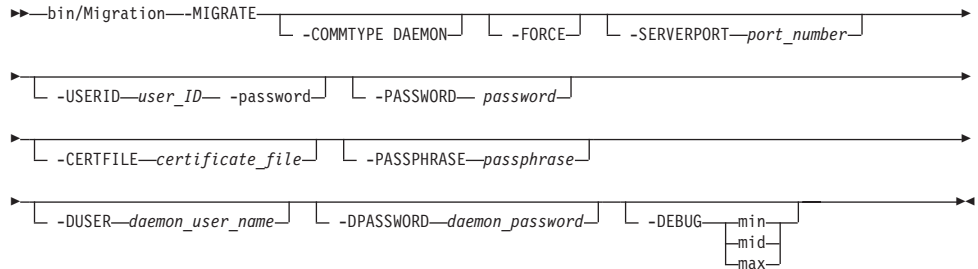 bin/Migration -MIGRATE -COMMTYPE DAEMON -FORCE -SERVERPORT port_number
-USERID user_ID -password -PASSWORD password
-CERTFILE certificate_file -PASSPHRASE passphrase
-DUSER daemon_user_name -DPASSWORD daemon_password -DEBUG min
mid
max